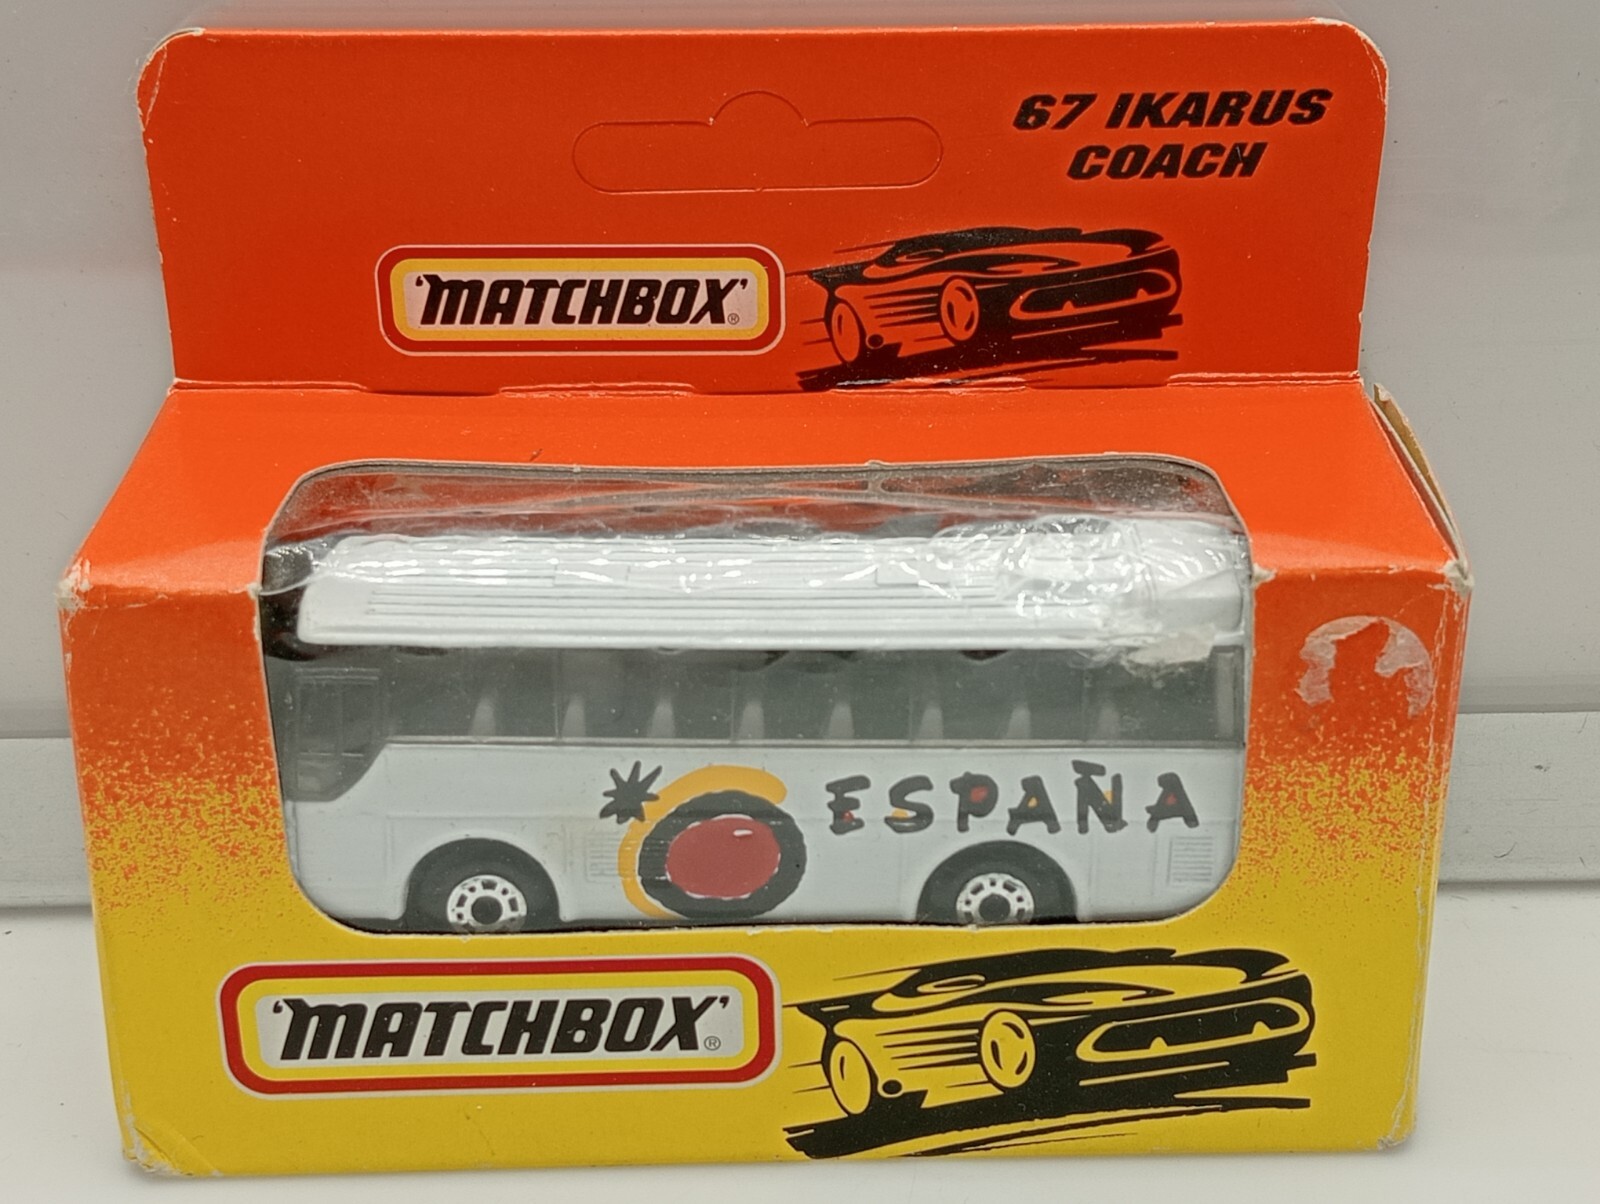 67 IKARUS
COACH
'MATCHBOX'®
ESPAÑA
'MATCHBOX'®